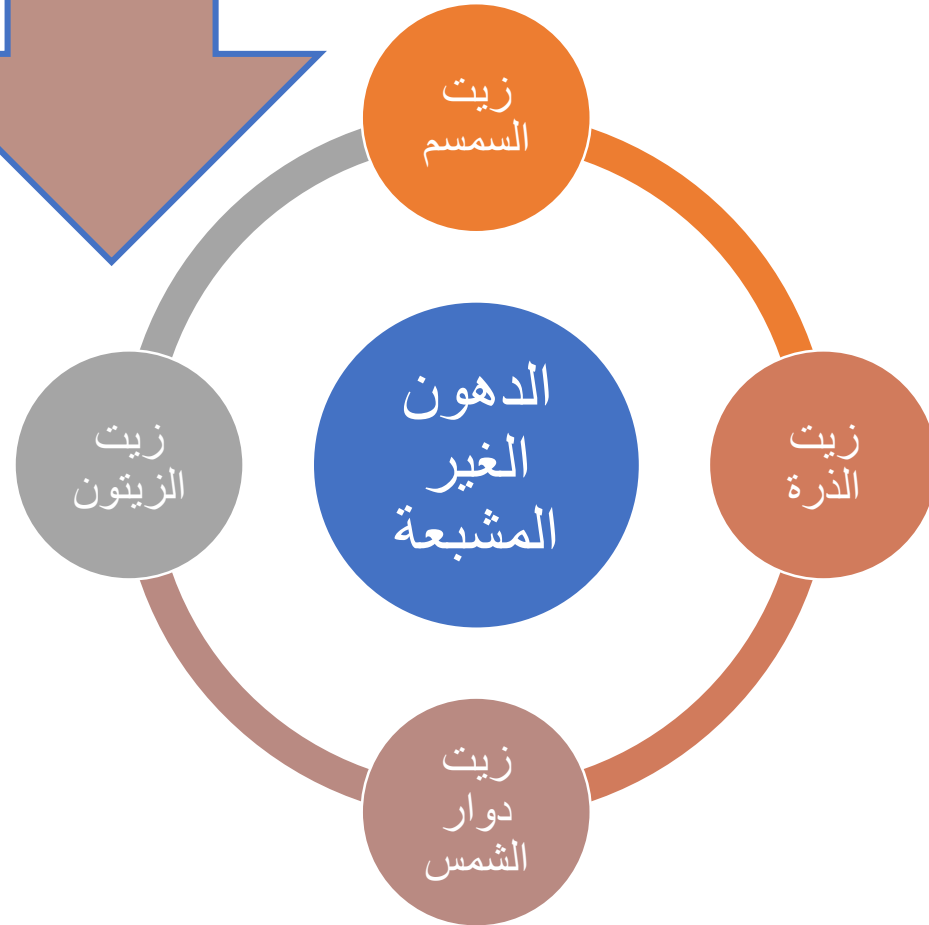 زيت
السمسم
الدهون
الغير
المشبعة
زيت
الذرة
زيت
دوار
الشمس
زيت
الزيتون